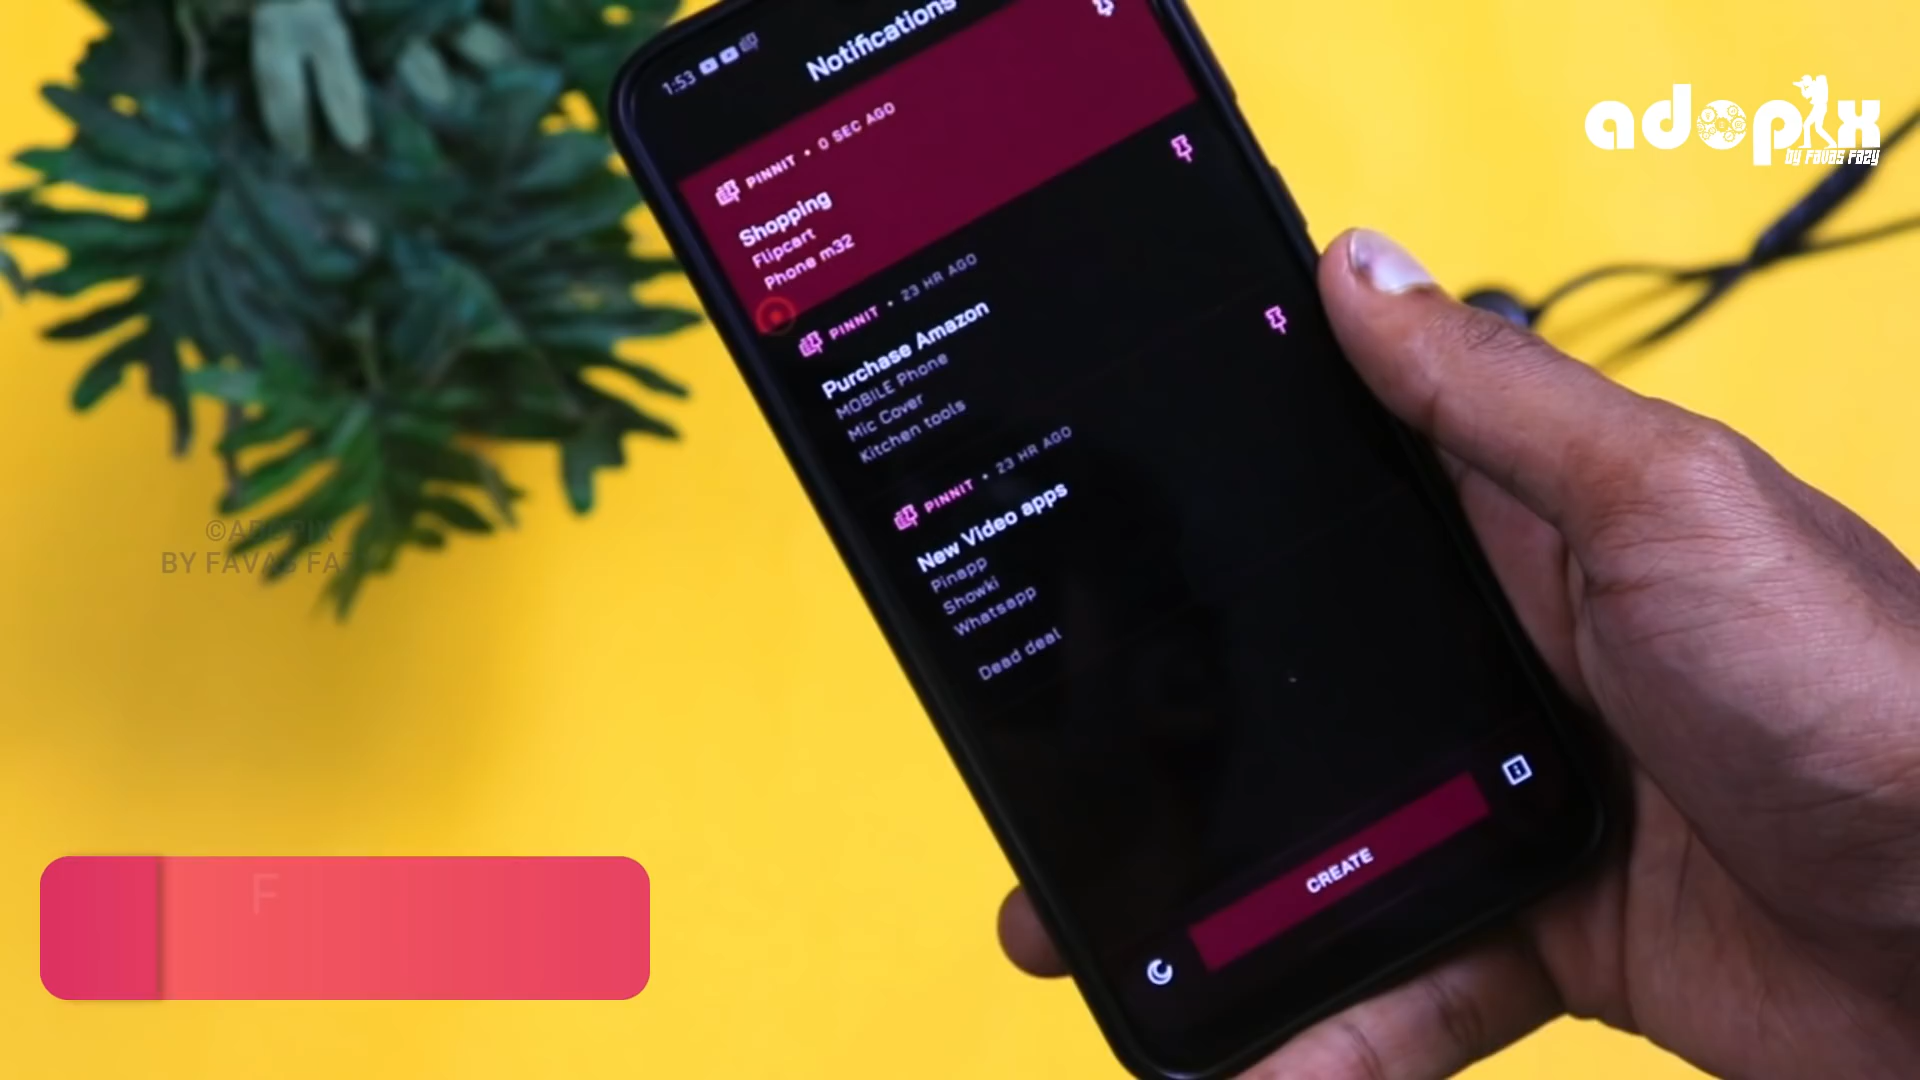 1:53
Notifications
PINNIT • 0 SEC AGO
Shopping
Flipcart
Phone m32
PINNIT • 23 HR AGO
Purchase Amazon
MOBILE Phone
Mic Cover
Kitchen tools
PINNIT • 23 HR AGO
New Video apps
Pinapp
Showki
Whatsapp
Dead deal
CREATE
adopix
BY FAVAS FAZY
©ADOPIX
BY FAVAS FAZ
F